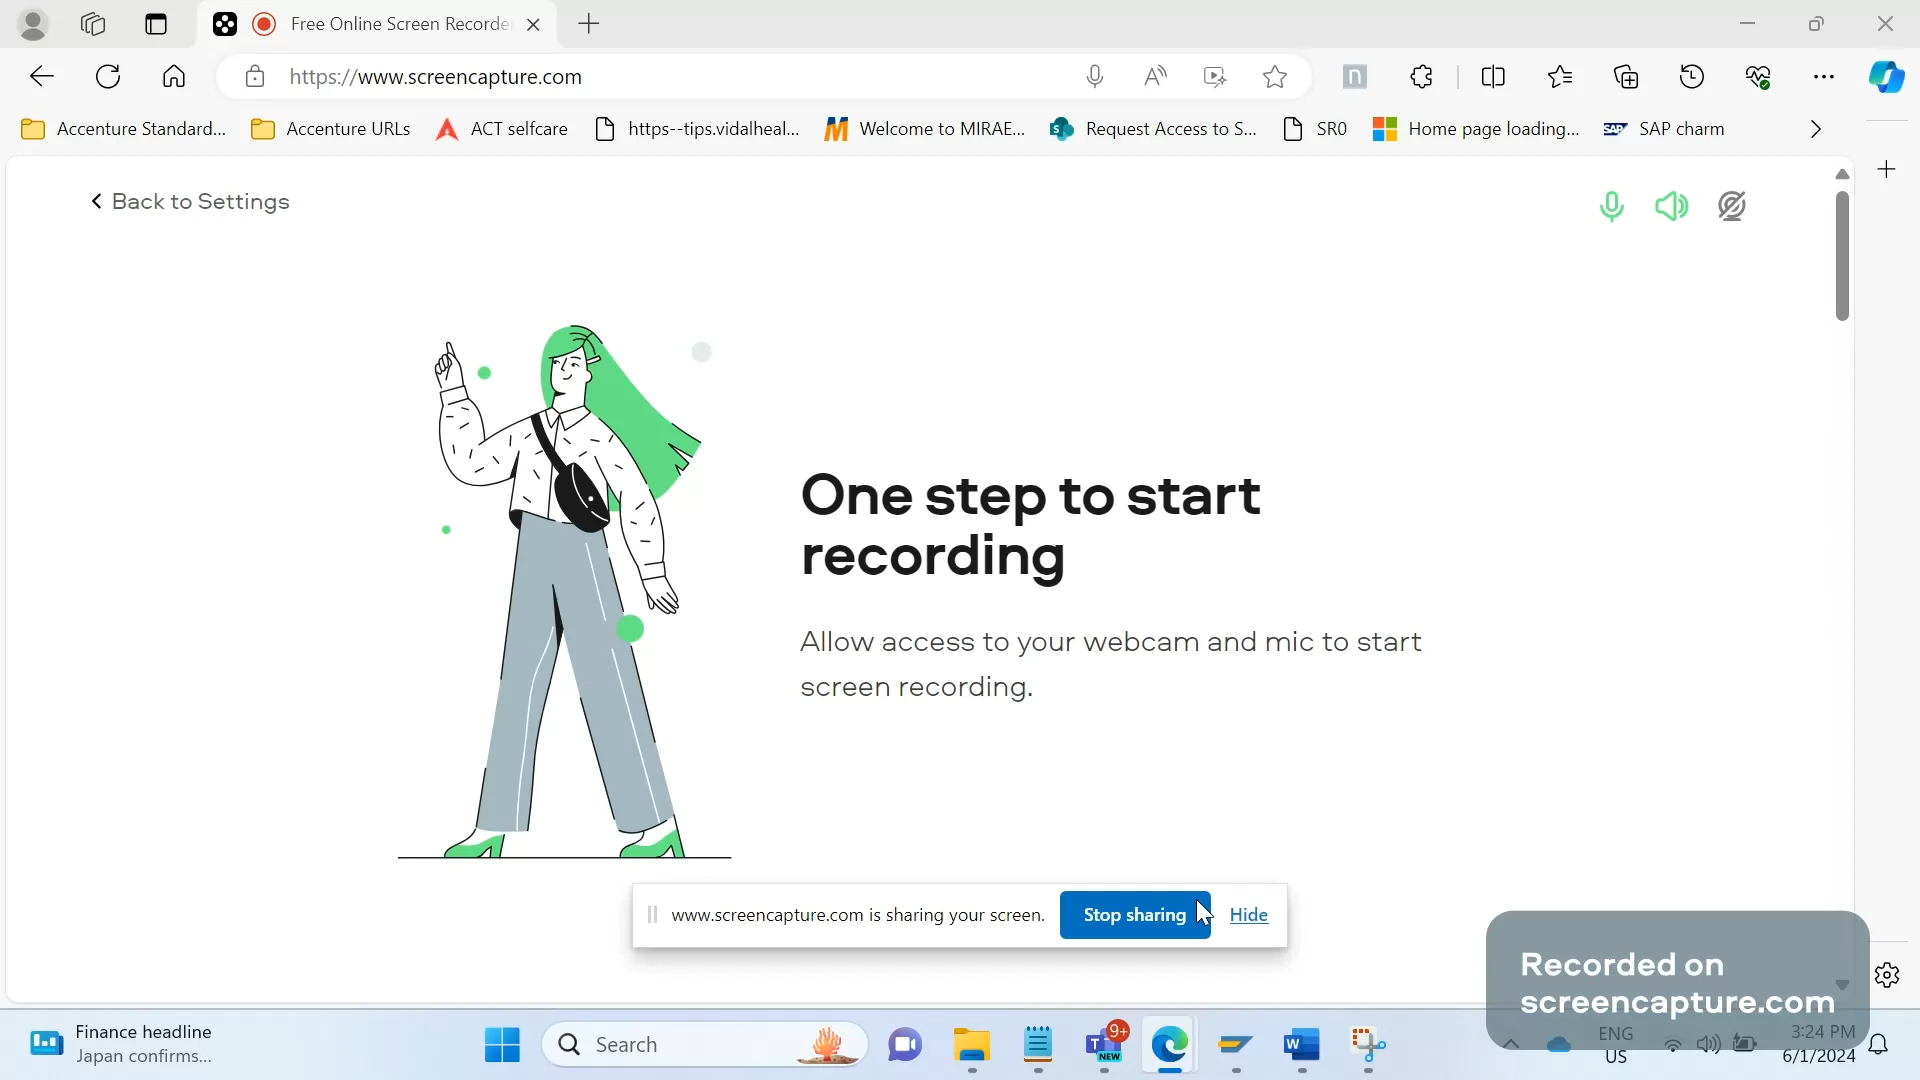 Free Online Screen Recorde
https://www.screencapture.com
Accenture Standard...
Accenture URLs
ACT selfcare
https--tips.vidalheal...
Welcome to MIRAE...
Request Access to S...
SR0
Home page loading...
SAP charm
Back to Settings
One step to start
recording
Allow access to your webcam and mic to start
screen recording.
www.screencapture.com is sharing your screen.
Stop sharing
Hide
Recorded on
screencapture.com
Finance headline
Japan confirms...
Search
9+
NEW
ENG
US
3:24 PM
6/1/2024